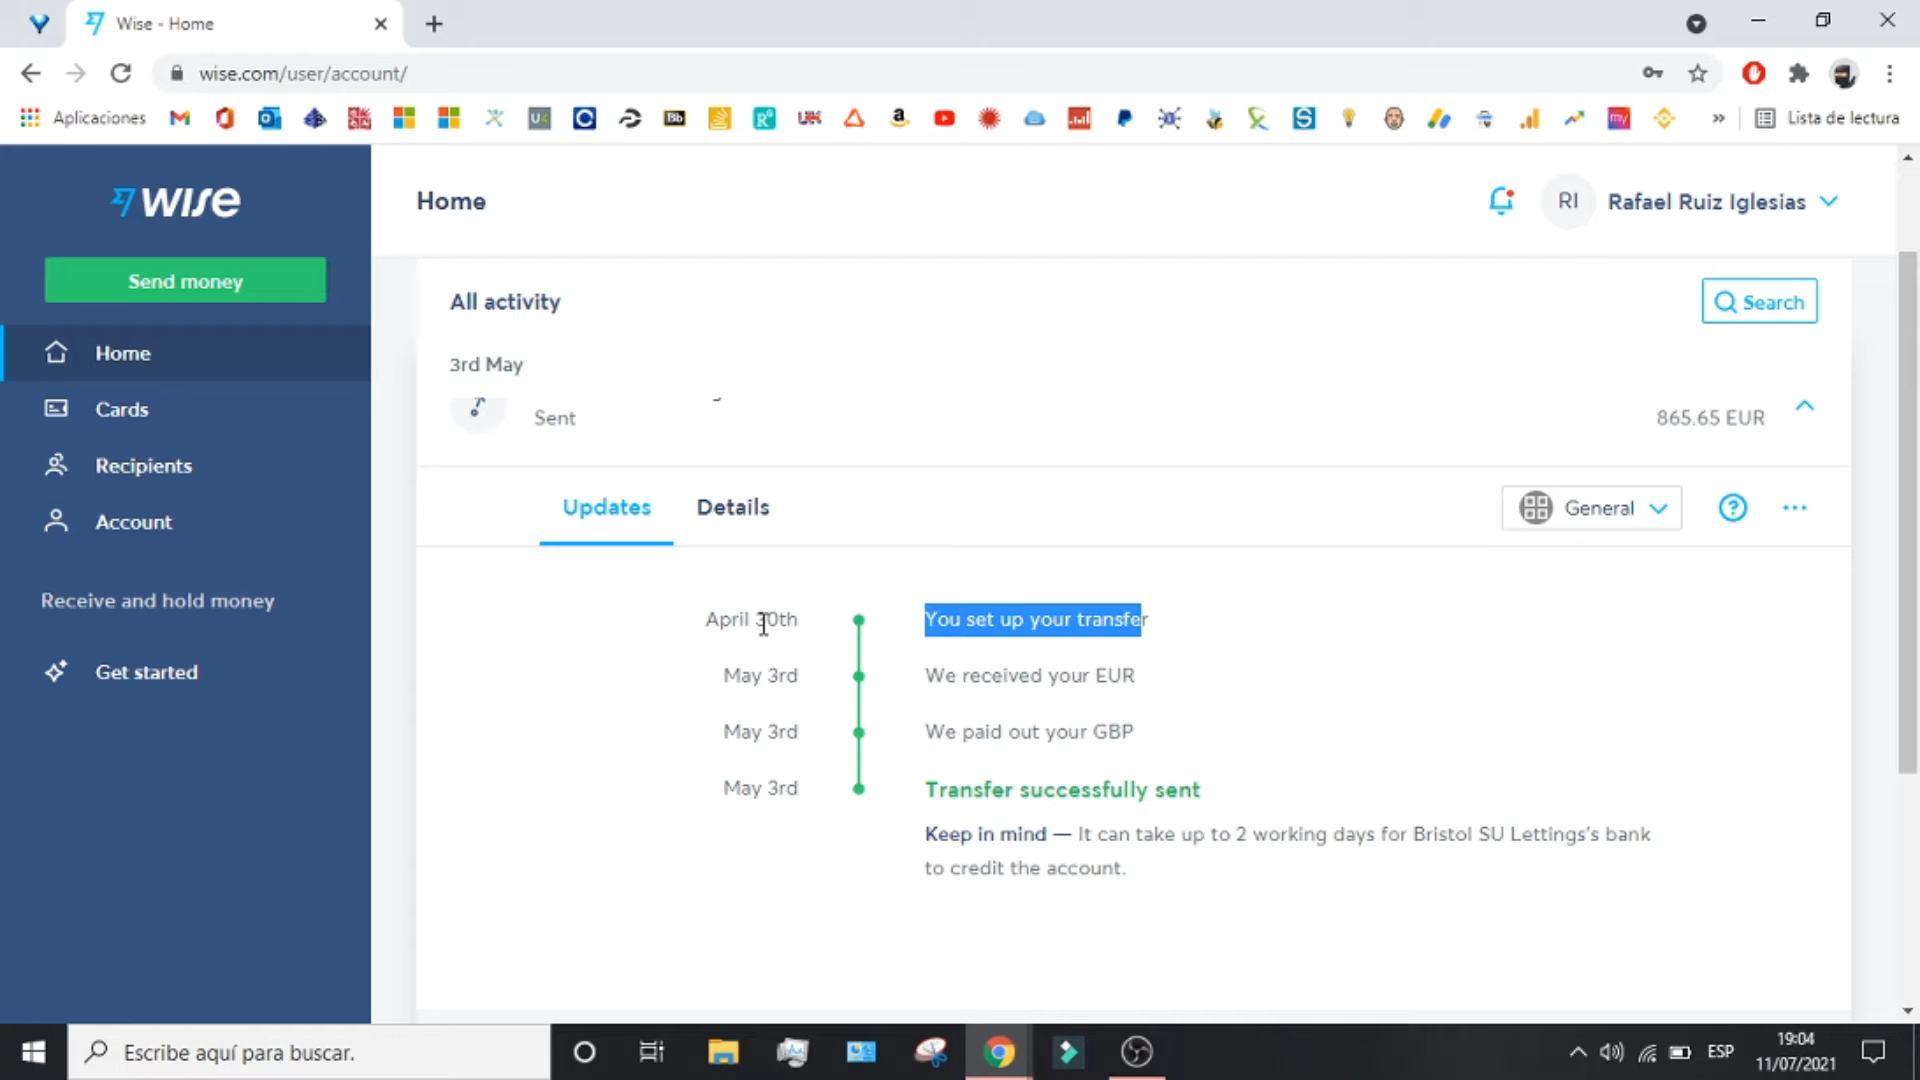 Wise - Home
wise.com/user/account/
Aplicaciones
Lista de lectura
WISE
Home
RI
Rafael Ruiz Iglesias
Send money
Home
Cards
Recipients
Account
Receive and hold money
Get started
All activity
Search
3rd May
Sent
865.65 EUR
Updates
Details
General
April 30th
You set up your transfer
May 3rd
We received your EUR
May 3rd
We paid out your GBP
May 3rd
Transfer successfully sent
Keep in mind — It can take up to 2 working days for Bristol SU Lettings's bank
to credit the account.
Escribe aquí para buscar.
ESP
19:04
11/07/2021